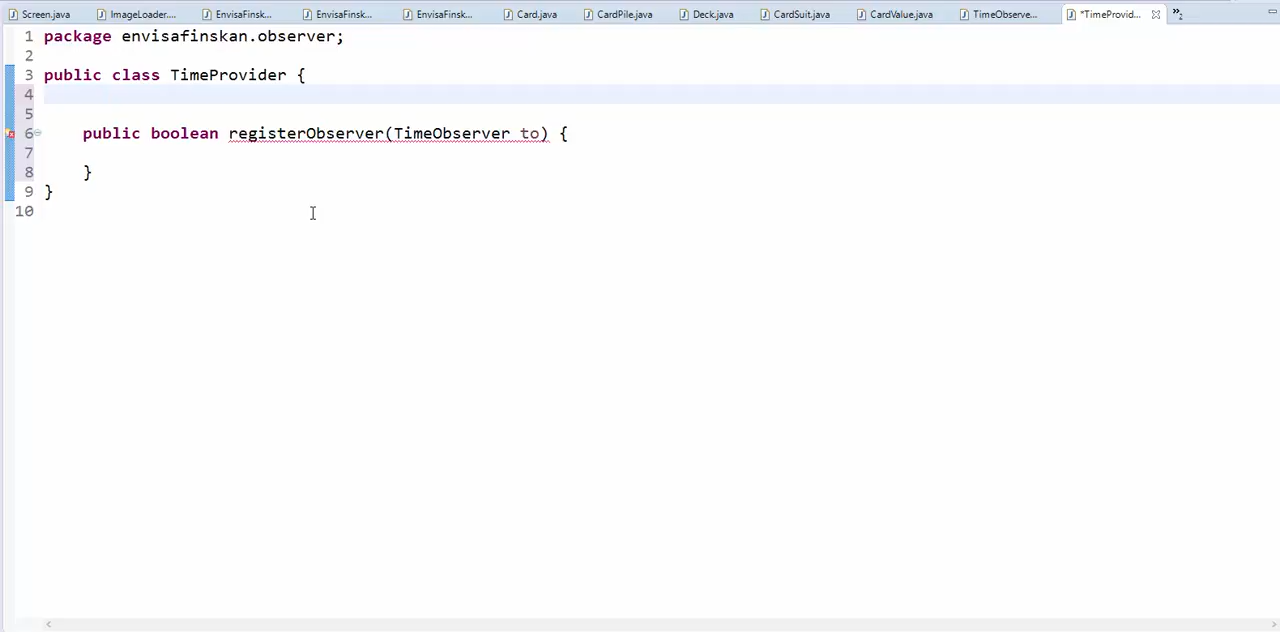 Screen.java ImageLoader.... EnvisaFinsk... EnvisaFinsk... EnvisaFinsk... Card.java CardPile.java Deck.java CardSuit.java CardValue.java TimeObserve... *TimeProvid... »2
1 package envisafinskan.observer;
2
3 public class TimeProvider {
4
5
6 public boolean registerObserver(TimeObserver to) {
7
8 }
9 }
10